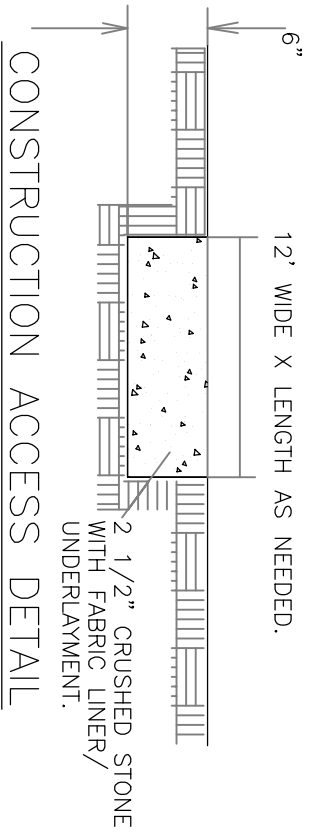 6"
12' WIDE X LENGTH AS NEEDED.
2 1/2" CRUSHED STONE
WITH FABRIC LINER/
UNDERLAYMENT.
CONSTRUCTION ACCESS DETAIL